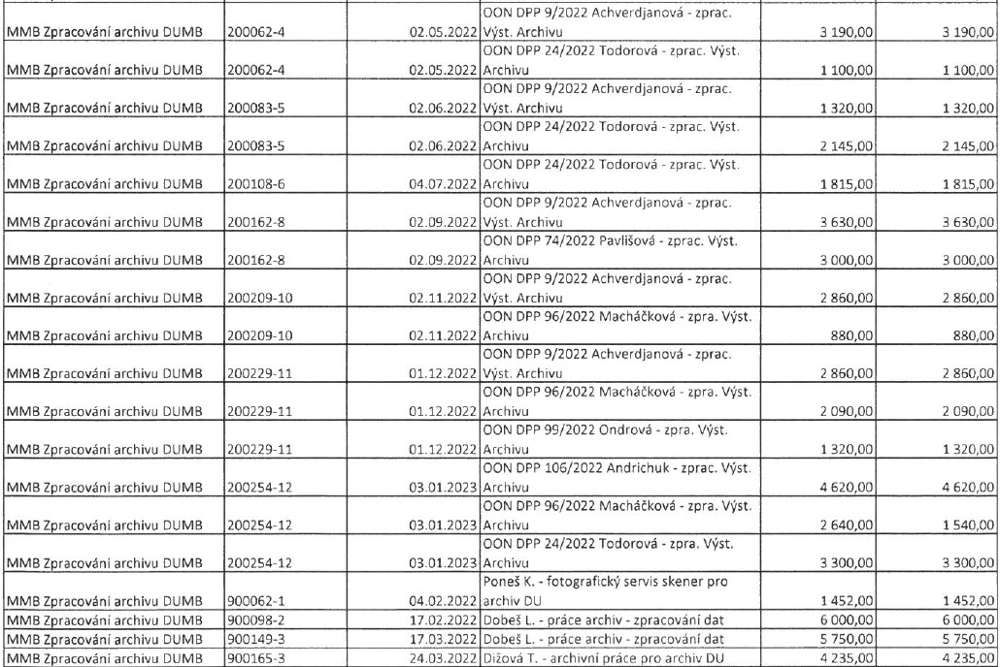 OON DPP 9/2022 Achverdjanová - zprac.
MMB Zpracování archivu DUMB 200062-4 02.05.2022 Výst. Archivu 3 190,00 3 190,00
OON DPP 24/2022 Todorová - zprac. Výst.
MMB Zpracování archivu DUMB 200062-4 02.05.2022 Archivu 1 100,00 1 100,00
OON DPP 9/2022 Achverdjanová - zprac.
MMB Zpracování archivu DUMB 200083-5 02.06.2022 Výst. Archivu 1 320,00 1 320,00
OON DPP 24/2022 Todorová - zprac. Výst.
MMB Zpracování archivu DUMB 200083-5 02.06.2022 Archivu 2 145,00 2 145,00
OON DPP 24/2022 Todorová - zprac. Výst.
MMB Zpracování archivu DUMB 200108-6 04.07.2022 Archivu 1 815,00 1 815,00
OON DPP 9/2022 Achverdjanová - zprac.
MMB Zpracování archivu DUMB 200162-8 02.09.2022 Výst. Archivu 3 630,00 3 630,00
OON DPP 74/2022 Pavlišová - zprac. Výst.
MMB Zpracování archivu DUMB 200162-8 02.09.2022 Archivu 3 000,00 3 000,00
OON DPP 9/2022 Achverdjanová - zprac.
MMB Zpracování archivu DUMB 200209-10 02.11.2022 Výst. Archivu 2 860,00 2 860,00
OON DPP 96/2022 Macháčková - zpra. Výst.
MMB Zpracování archivu DUMB 200209-10 02.11.2022 Archivu 880,00 880,00
OON DPP 9/2022 Achverdjanová - zprac.
MMB Zpracování archivu DUMB 200229-11 01.12.2022 Výst. Archivu 2 860,00 2 860,00
OON DPP 96/2022 Macháčková - zpra. Výst.
MMB Zpracování archivu DUMB 200229-11 01.12.2022 Archivu 2 090,00 2 090,00
OON DPP 99/2022 Ondrová - zpra. Výst.
MMB Zpracování archivu DUMB 200229-11 01.12.2022 Archivu 1 320,00 1 320,00
OON DPP 106/2022 Andrichuk - zprac. Výst.
MMB Zpracování archivu DUMB 200254-12 03.01.2023 Archivu 4 620,00 4 620,00
OON DPP 96/2022 Macháčková - zpra. Výst.
MMB Zpracování archivu DUMB 200254-12 03.01.2023 Archivu 2 640,00 1 540,00
OON DPP 24/2022 Todorová - zpra. Výst.
MMB Zpracování archivu DUMB 200254-12 03.01.2023 Archivu 3 300,00 3 300,00
Poneš K. - fotografický servis skener pro
MMB Zpracování archivu DUMB 900062-1 04.02.2022 archiv DU 1 452,00 1 452,00
MMB Zpracování archivu DUMB 900098-2 17.02.2022 Dobeš L. - práce archiv - zpracování dat 6 000,00 6 000,00
MMB Zpracování archivu DUMB 900149-3 17.03.2022 Dobeš L. - práce archiv - zpracování dat 5 750,00 5 750,00
MMB Zpracování archivu DUMB 900165-3 24.03.2022 Dižová T. - archivní práce pro archiv DU 4 235,00 4 235,00